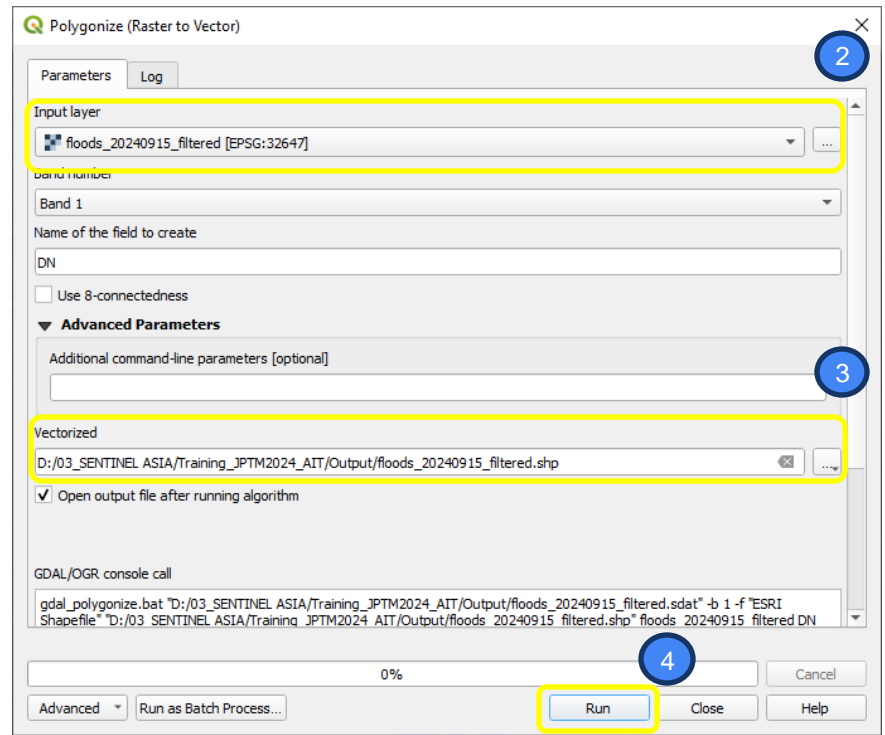 Polygonize (Raster to Vector)
2
Parameters Log
Input layer
floods_20240915_filtered [EPSG:32647] ...
Band number
Band 1
Name of the field to create
DN
Use 8-connectedness
Advanced Parameters
Additional command-line parameters [optional]
3
Vectorized
D:/03_SENTINEL ASIA/Training_JPTM2024_AIT/Output/floods_20240915_filtered.shp ...
Open output file after running algorithm
GDAL/OGR console call
gdal_polygonize.bat "D:/03_SENTINEL ASIA/Training_JPTM2024_AIT/Output/floods_20240915_filtered.sdat" -b 1 -f "ESRI
Shapefile" "D:/03_SENTINEL ASIA/Training_JPTM2024_AIT/Output/floods_20240915_filtered.shp" floods_20240915_filtered DN
4
0% Cancel
Advanced Run as Batch Process... Run Close Help